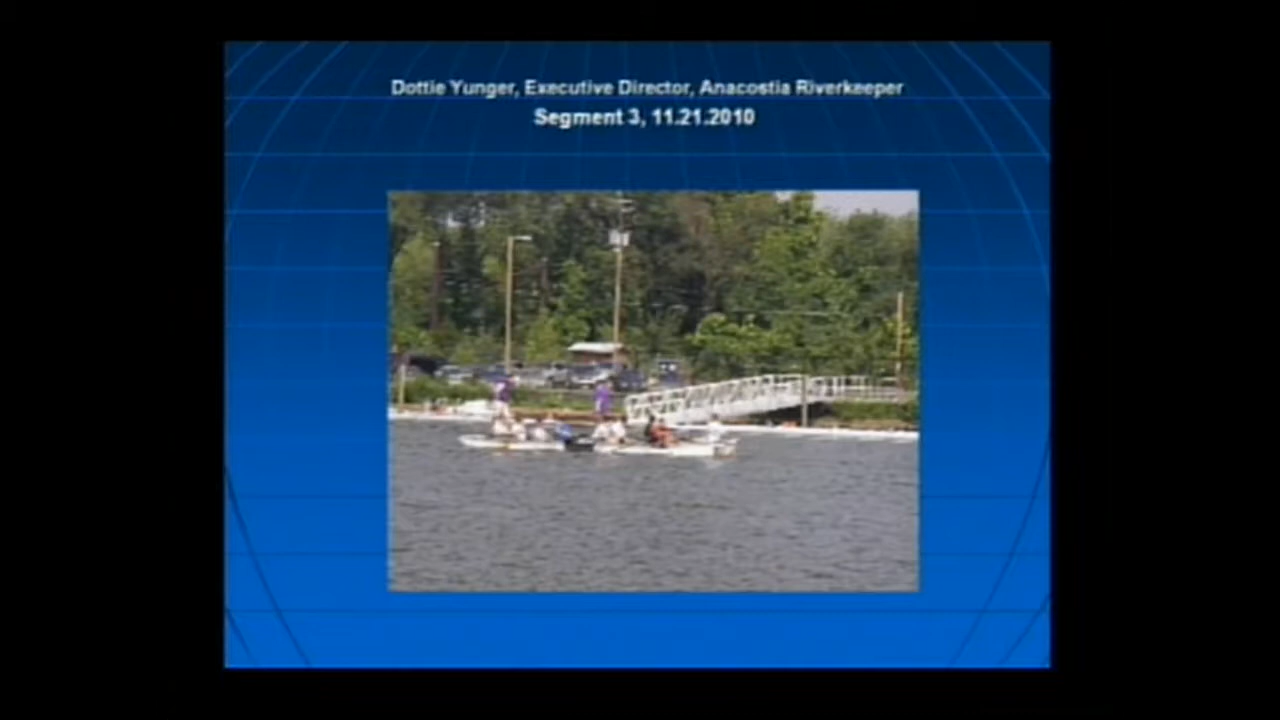 Dottie Yunger, Executive Director, Anacostia Riverkeeper
Segment 3, 11.21.2010